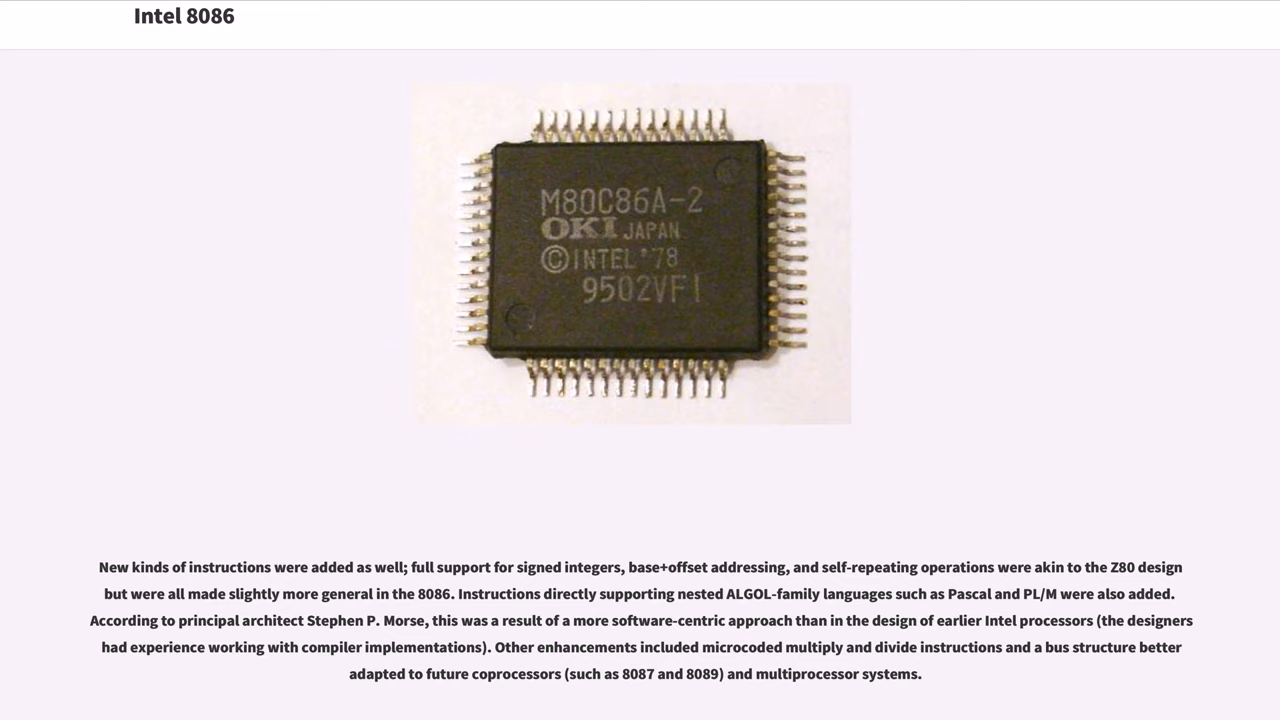 Intel 8086
M80C86A-2
OKI JAPAN
©INTEL'78
9502VFI
New kinds of instructions were added as well; full support for signed integers, base+offset addressing, and self-repeating operations were akin to the Z80 design
but were all made slightly more general in the 8086. Instructions directly supporting nested ALGOL-family languages such as Pascal and PL/M were also added.
According to principal architect Stephen P. Morse, this was a result of a more software-centric approach than in the design of earlier Intel processors (the designers
had experience working with compiler implementations). Other enhancements included microcoded multiply and divide instructions and a bus structure better
adapted to future coprocessors (such as 8087 and 8089) and multiprocessor systems.